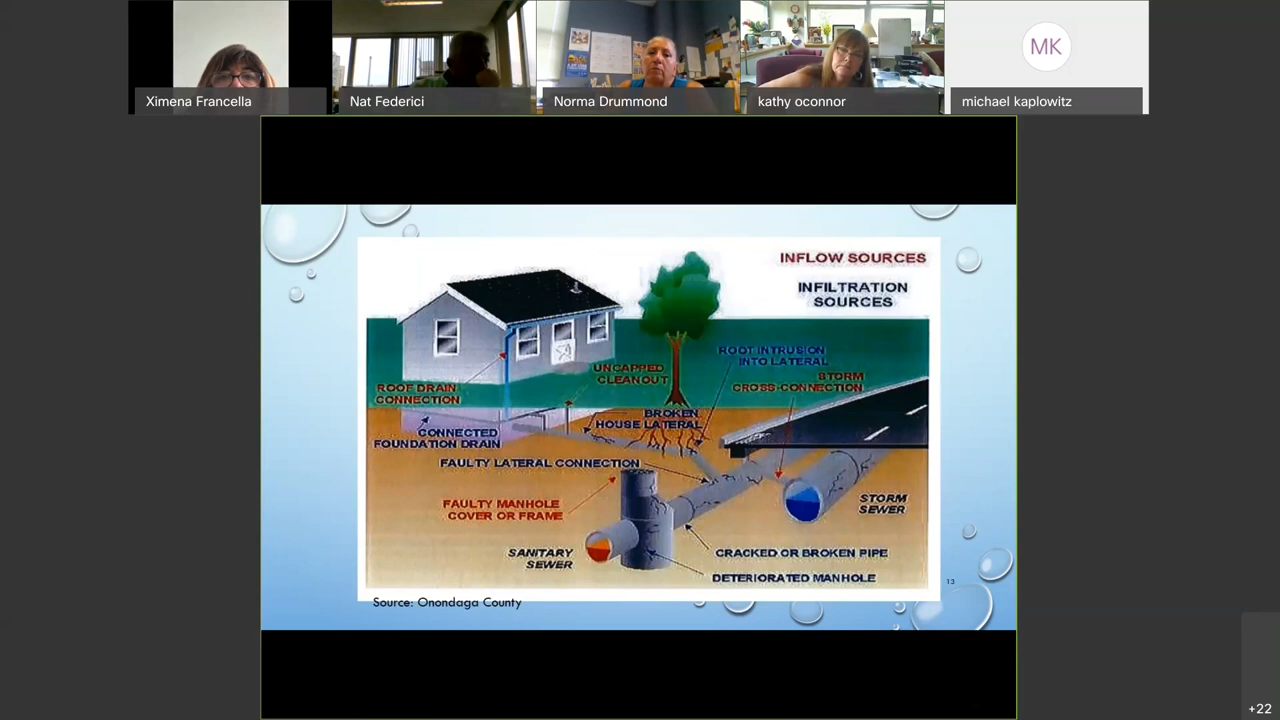 Ximena Francella
Nat Federici
Norma Drummond
kathy oconnor
MK
michael kaplowitz
INFLOW SOURCES
INFILTRATION
SOURCES
ROOT INTRUSION
INTO LATERAL
UNCAPPED
CLEANOUT
STORM
CROSS-CONNECTION
ROOF DRAIN
CONNECTION
BROKEN
HOUSE LATERAL
CONNECTED
FOUNDATION DRAIN
FAULTY LATERAL CONNECTION
FAULTY MANHOLE
COVER OR FRAME
STORM
SEWER
SANITARY
SEWER
CRACKED OR BROKEN PIPE
DETERIORATED MANHOLE
13
Source: Onondaga County
+22